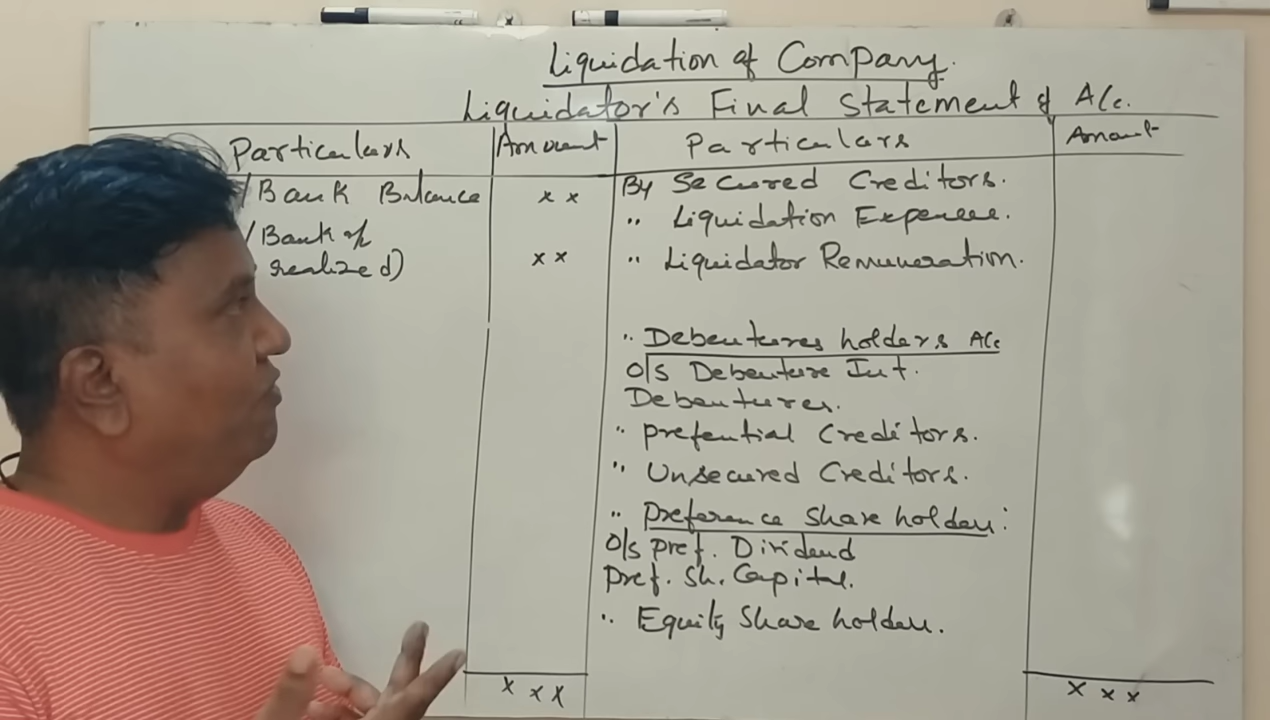 Liquidation of Company.
Liquidator's Final Statement of A/c.
Particulars Amount Particulars Amount
/Bank Balance x x
/Bank of
realized) x x
By Secured Creditors.
" Liquidation Expense.
" Liquidator Remuneration.
" Debentures holders A/c
O/S Debenture Int.
Debentures.
" Prefential Creditors.
" Unsecured Creditors.
" Preference Share holders:
O/s Pref. Dividend
Pref. Sh. Capital.
" Equity Share holders.
x x x x x x